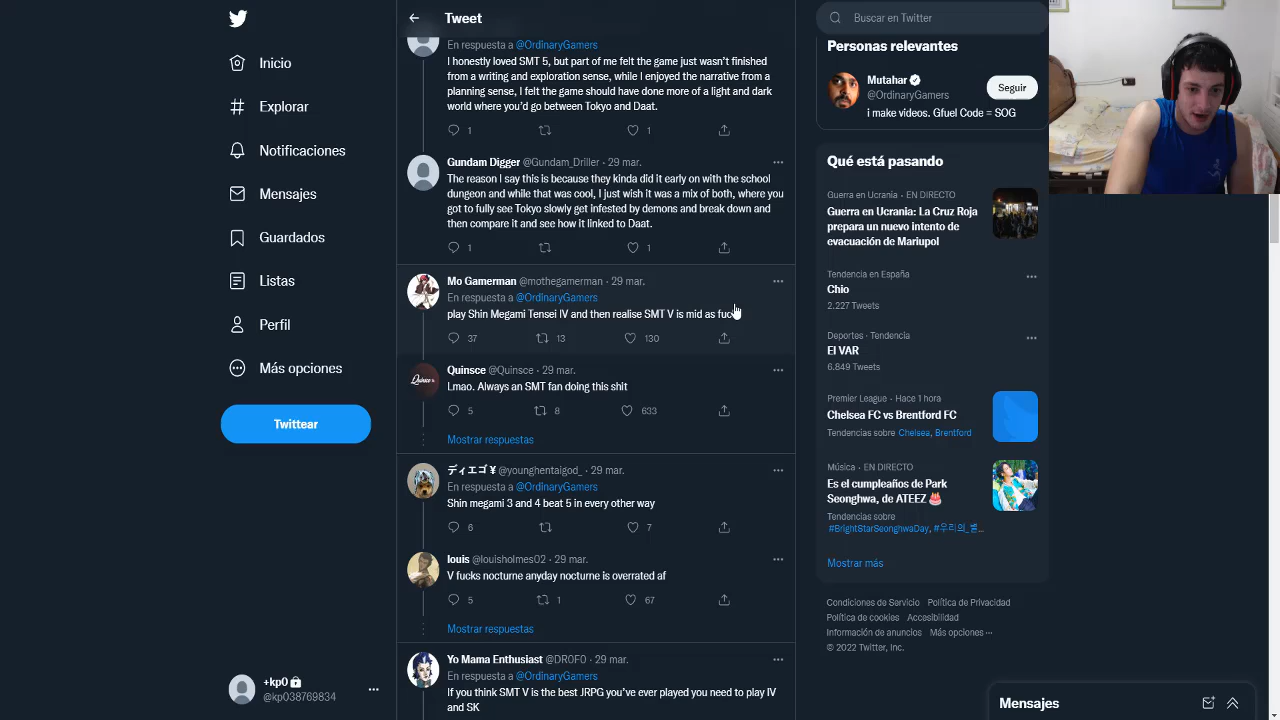 Tweet
Buscar en Twitter
Inicio
Explorar
Notificaciones
Mensajes
Guardados
Listas
Perfil
Más opciones
Twittear
+kp0
@kp038769834
En respuesta a @OrdinaryGamers
I honestly loved SMT 5, but part of me felt the game just wasn't finished
from a writing and exploration sense, while I enjoyed the narrative from a
planning sense, I felt the game should have done more of a light and dark
world where you'd go between Tokyo and Daat.
1 1
Gundam Digger @Gundam_Driller · 29 mar.
The reason I say this is because they kinda did it early on with the school
dungeon and while that was cool, I just wish it was a mix of both, where you
got to fully see Tokyo slowly get infested by demons and break down and
then compare it and see how it linked to Daat.
1 1
Mo Gamerman @mothegamerman · 29 mar.
En respuesta a @OrdinaryGamers
play Shin Megami Tensei IV and then realise SMT V is mid as
37 13 130
Quinsce @Quinsce · 29 mar.
Lmao. Always an SMT fan doing this shit
5 8 633
Mostrar respuestas
ディエゴ ¥ @younghentaigod_ · 29 mar.
En respuesta a @OrdinaryGamers
Shin megami 3 and 4 beat 5 in every other way
6 7
louis @louisholmes02 · 29 mar.
V fucks nocturne anyday nocturne is overrated af
5 1 67
Mostrar respuestas
Yo Mama Enthusiast @DR0F0 · 29 mar.
En respuesta a @OrdinaryGamers
If you think SMT V is the best JRPG you've ever played you need to play IV
and SK
Personas relevantes
Mutahar
@OrdinaryGamers
Seguir
i make videos. Gfuel Code = SOG
Qué está pasando
Guerra en Ucrania · EN DIRECTO
Guerra en Ucrania: La Cruz Roja
prepara un nuevo intento de
evacuación de Mariupol
Tendencia en España
Chio
2.227 Tweets
Deportes · Tendencia
El VAR
6.849 Tweets
Premier League · Hace 1 hora
Chelsea FC vs Brentford FC
Tendencias sobre Chelsea, Brentford
Música · EN DIRECTO
Es el cumpleaños de Park
Seonghwa, de ATEEZ
Tendencias sobre
#BrightStarSeonghwaDay, #우리의_별…
Mostrar más
Condiciones de Servicio Política de Privacidad
Política de cookies Accesibilidad
Información de anuncios Más opciones ···
© 2022 Twitter, Inc.
Mensajes